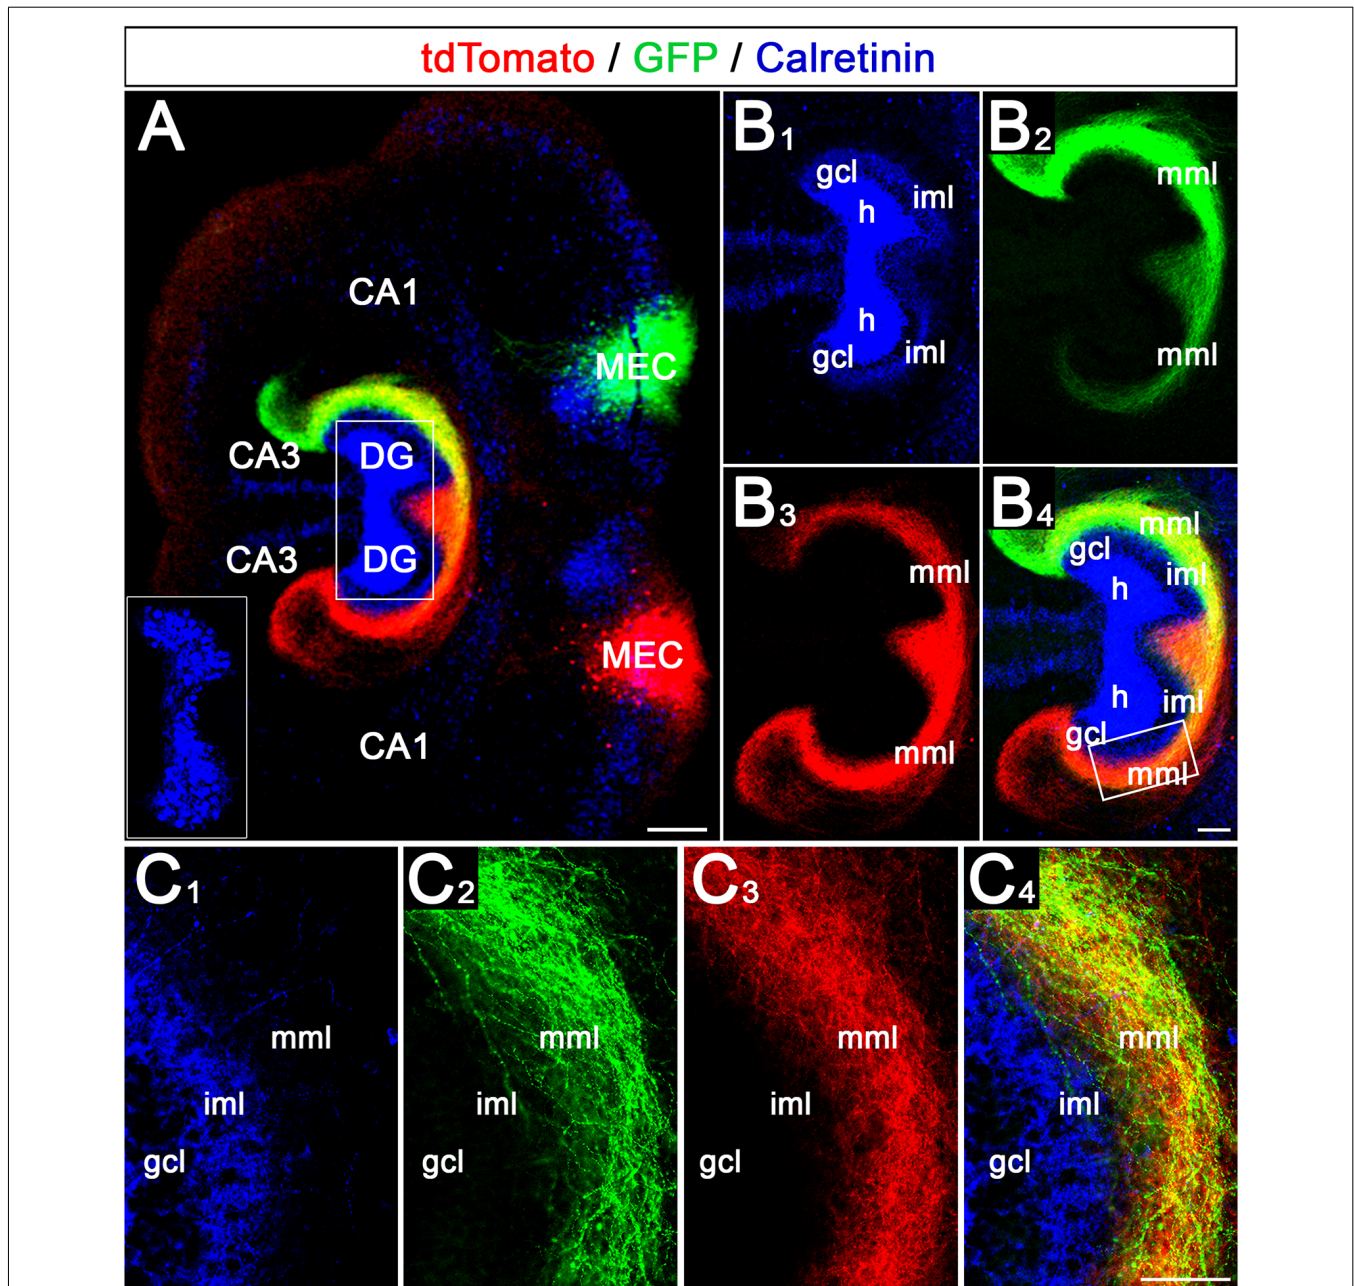 tdTomato / GFP / Calretinin
A
CA1
MEC
CA3
DG
CA3
DG
MEC
CA1
B1
gcl
iml
h
h
gcl
iml
B2
mml
mml
B3
mml
mml
B4
mml
gcl
iml
h
h
iml
gcl
mml
C1
mml
iml
gcl
C2
mml
iml
gcl
C3
mml
iml
gcl
C4
mml
iml
gcl